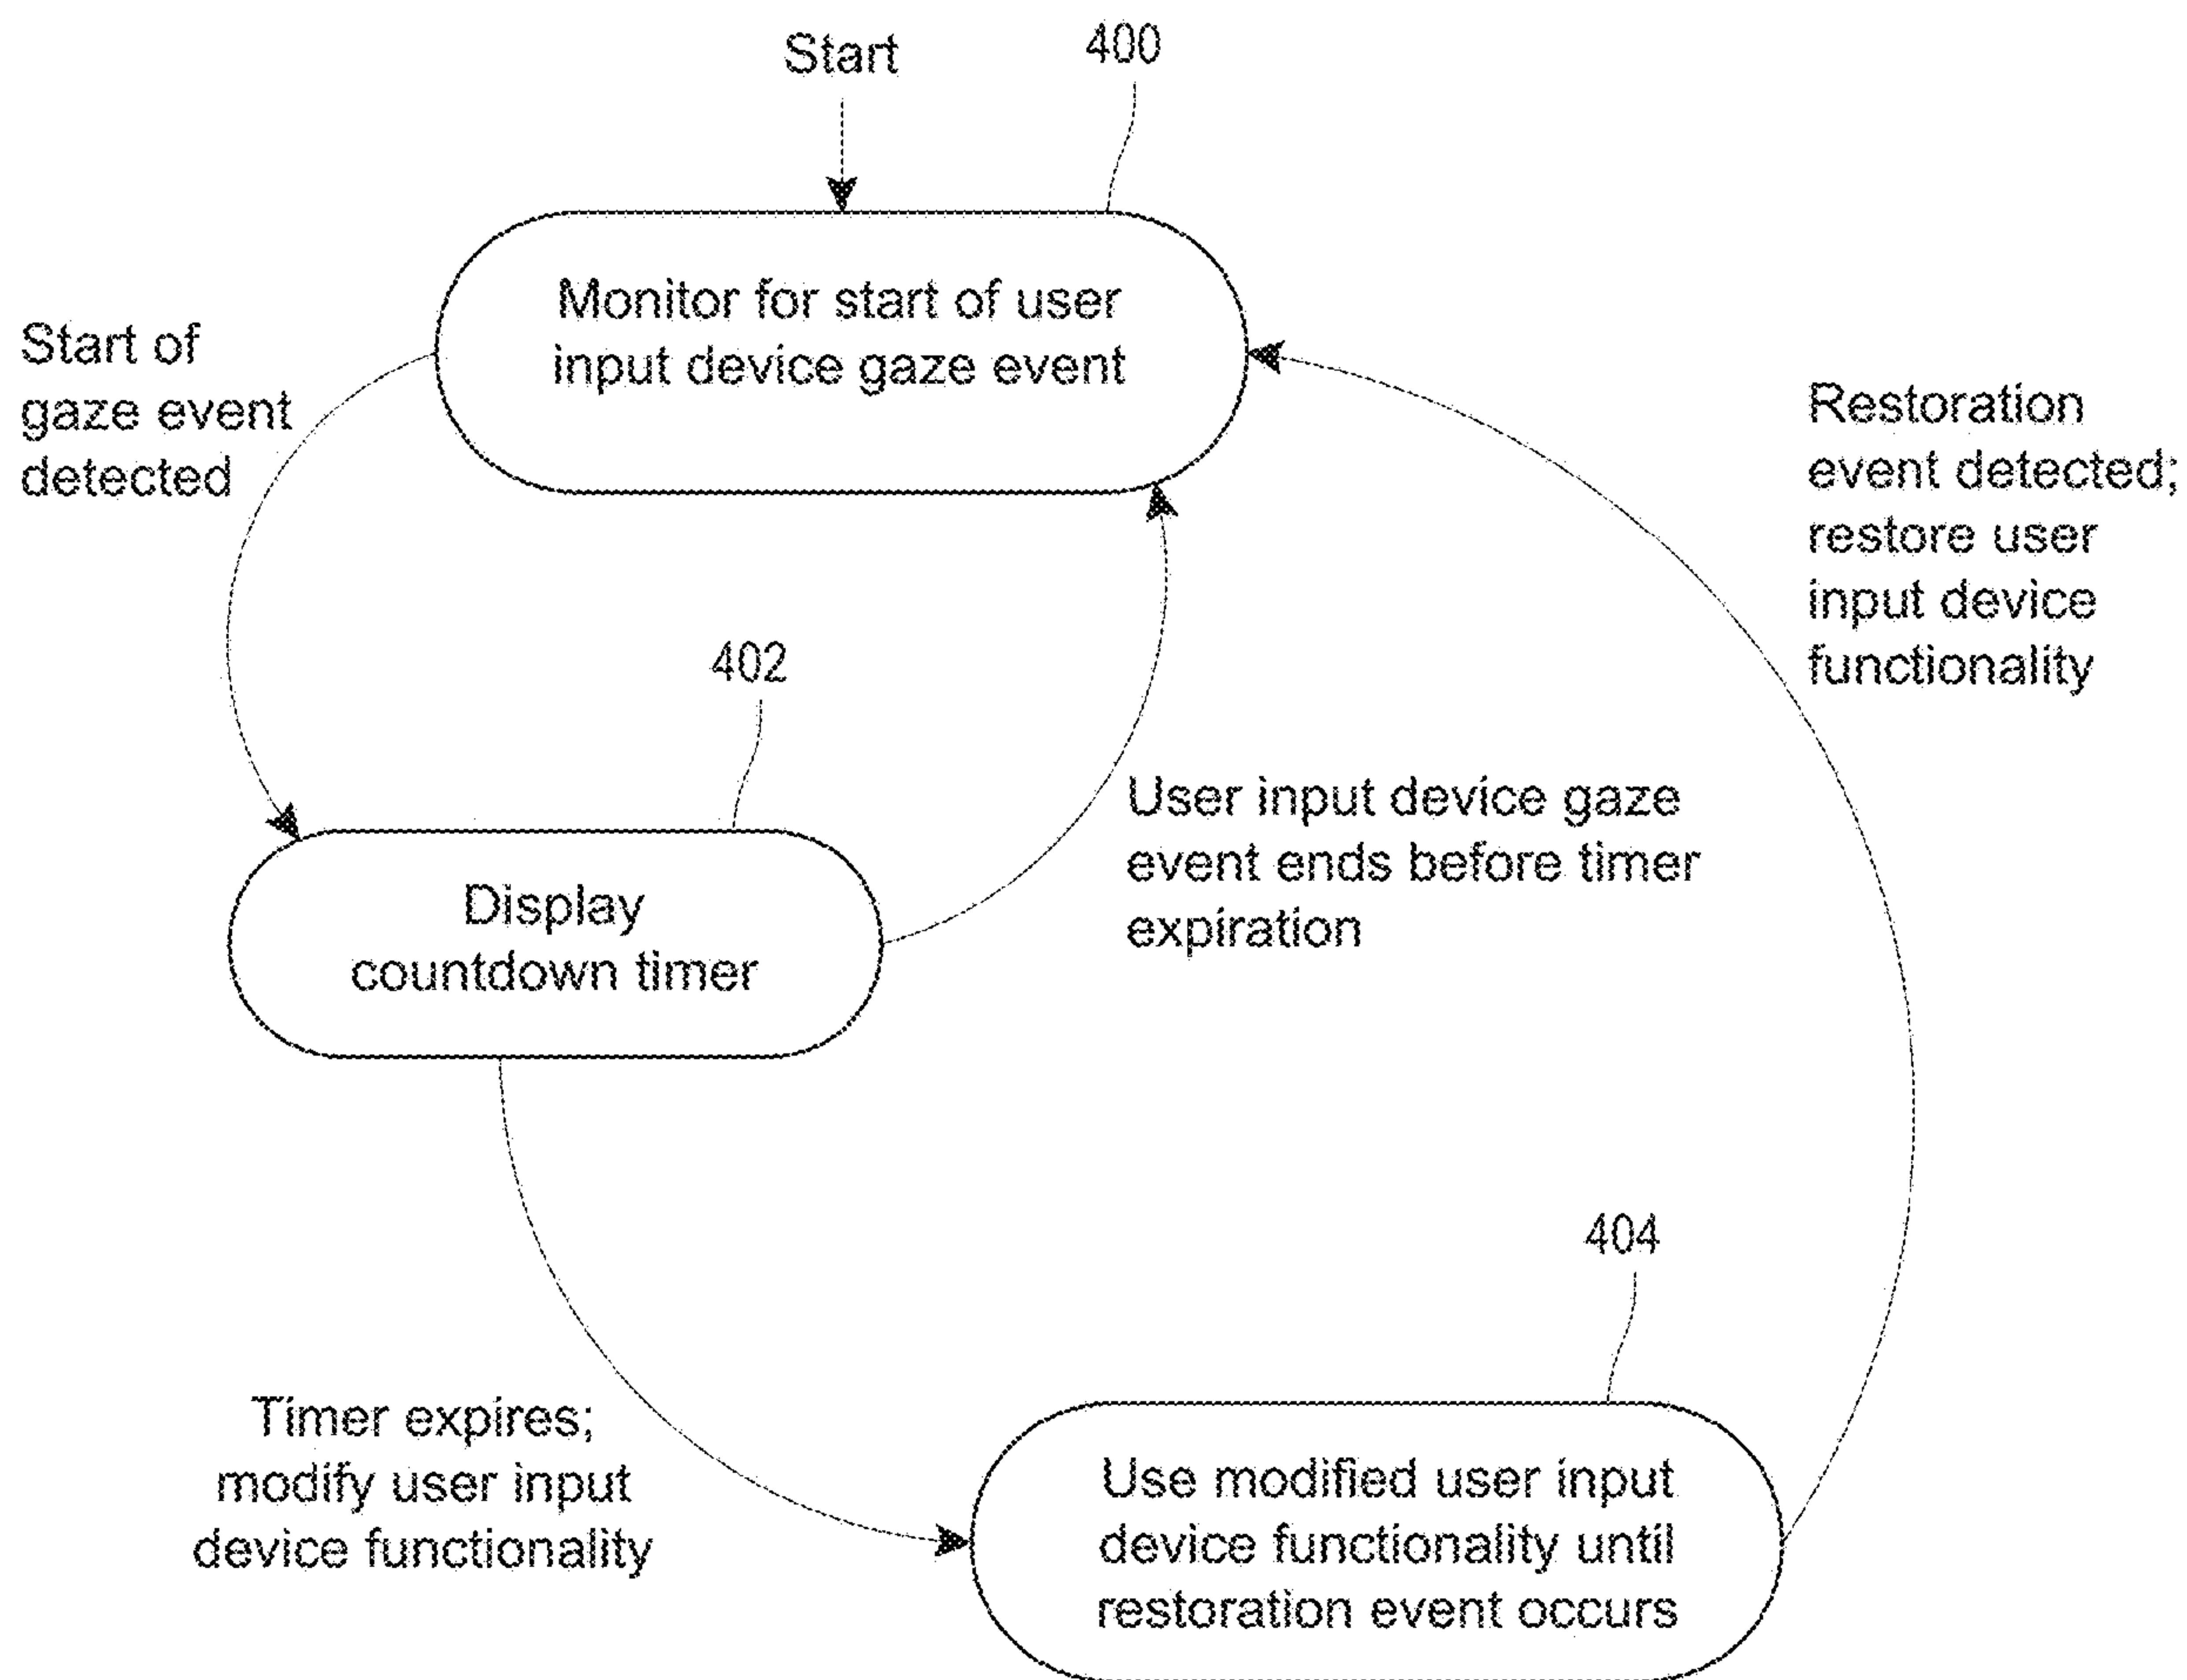 Start
400
Monitor for start of user
input device gaze event
Start of
gaze event
detected
Restoration
event detected;
restore user
input device
functionality
402
User input device gaze
event ends before timer
expiration
Display
countdown timer
404
Timer expires;
modify user input
device functionality
Use modified user input
device functionality until
restoration event occurs